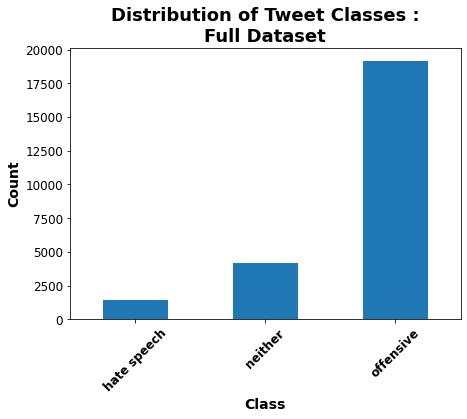 Distribution of Tweet Classes :
Full Dataset
Count
20000
17500
15000
12500
10000
7500
5000
2500
0
hate speech
neither
offensive
Class